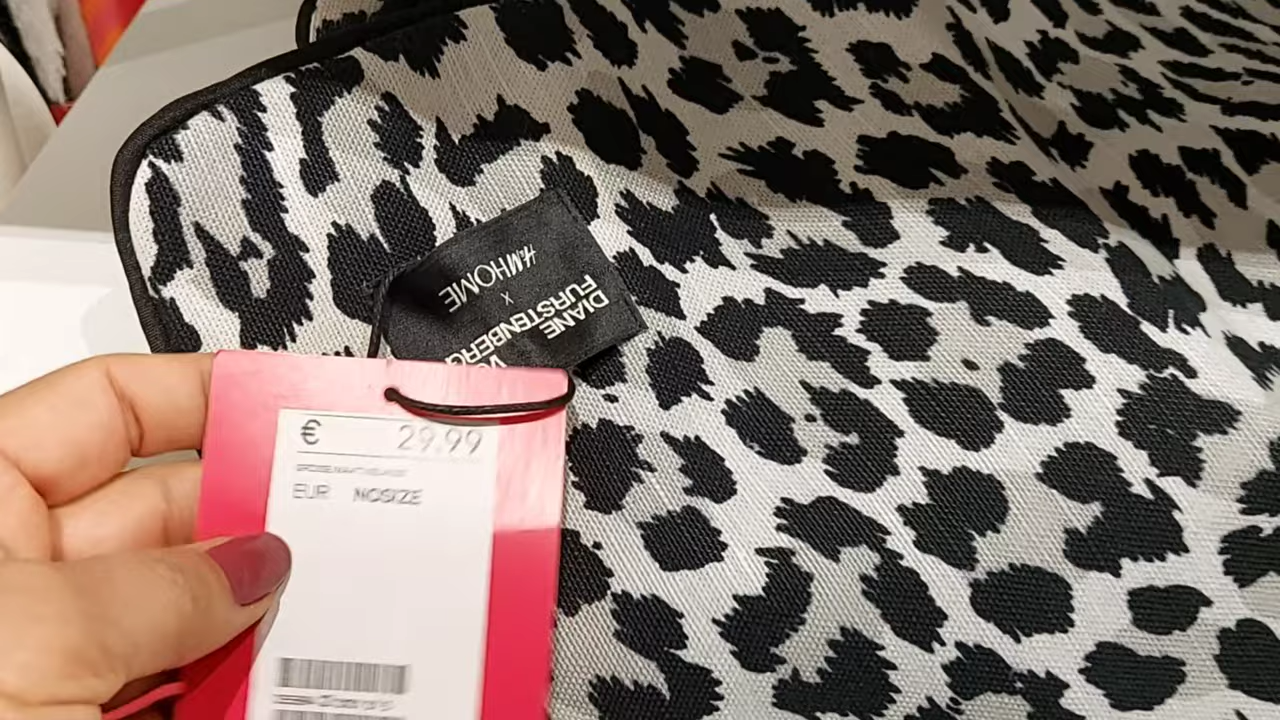 H&M HOME
x
DIANE
FURSTENBERG
€ 29.99
EUR NOSIZE